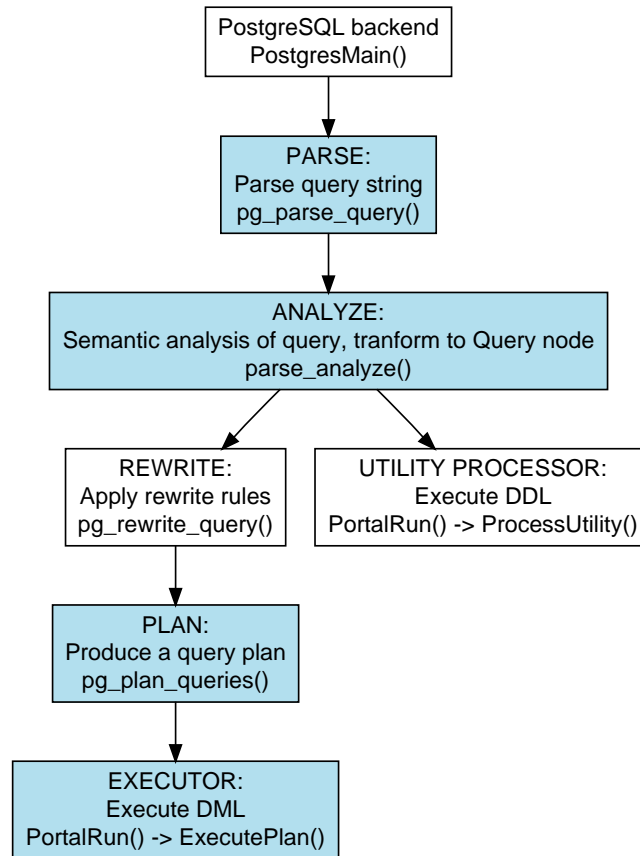 PostgreSQL backend
PostgresMain()
PARSE:
Parse query string
pg_parse_query()
ANALYZE:
Semantic analysis of query, tranform to Query node
parse_analyze()
REWRITE:
Apply rewrite rules
pg_rewrite_query()
UTILITY PROCESSOR:
Execute DDL
PortalRun() -> ProcessUtility()
PLAN:
Produce a query plan
pg_plan_queries()
EXECUTOR:
Execute DML
PortalRun() -> ExecutePlan()